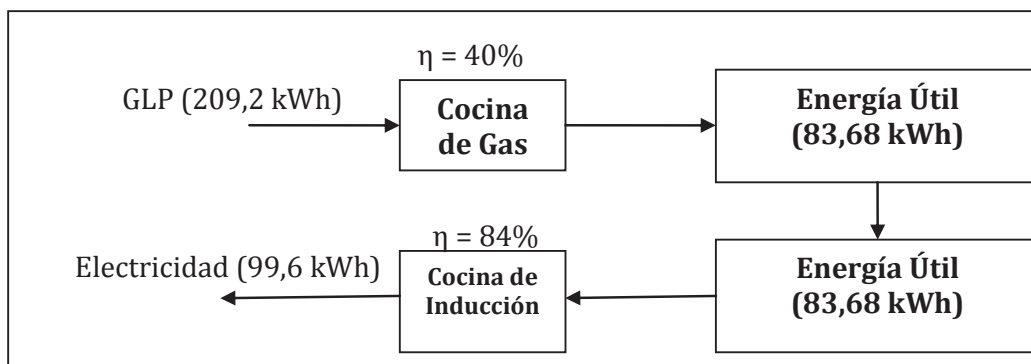 η = 40%
GLP (209,2 kWh)
Cocina
de Gas
Energía Útil
(83,68 kWh)
η = 84%
Electricidad (99,6 kWh)
Cocina de
Inducción
Energía Útil
(83,68 kWh)